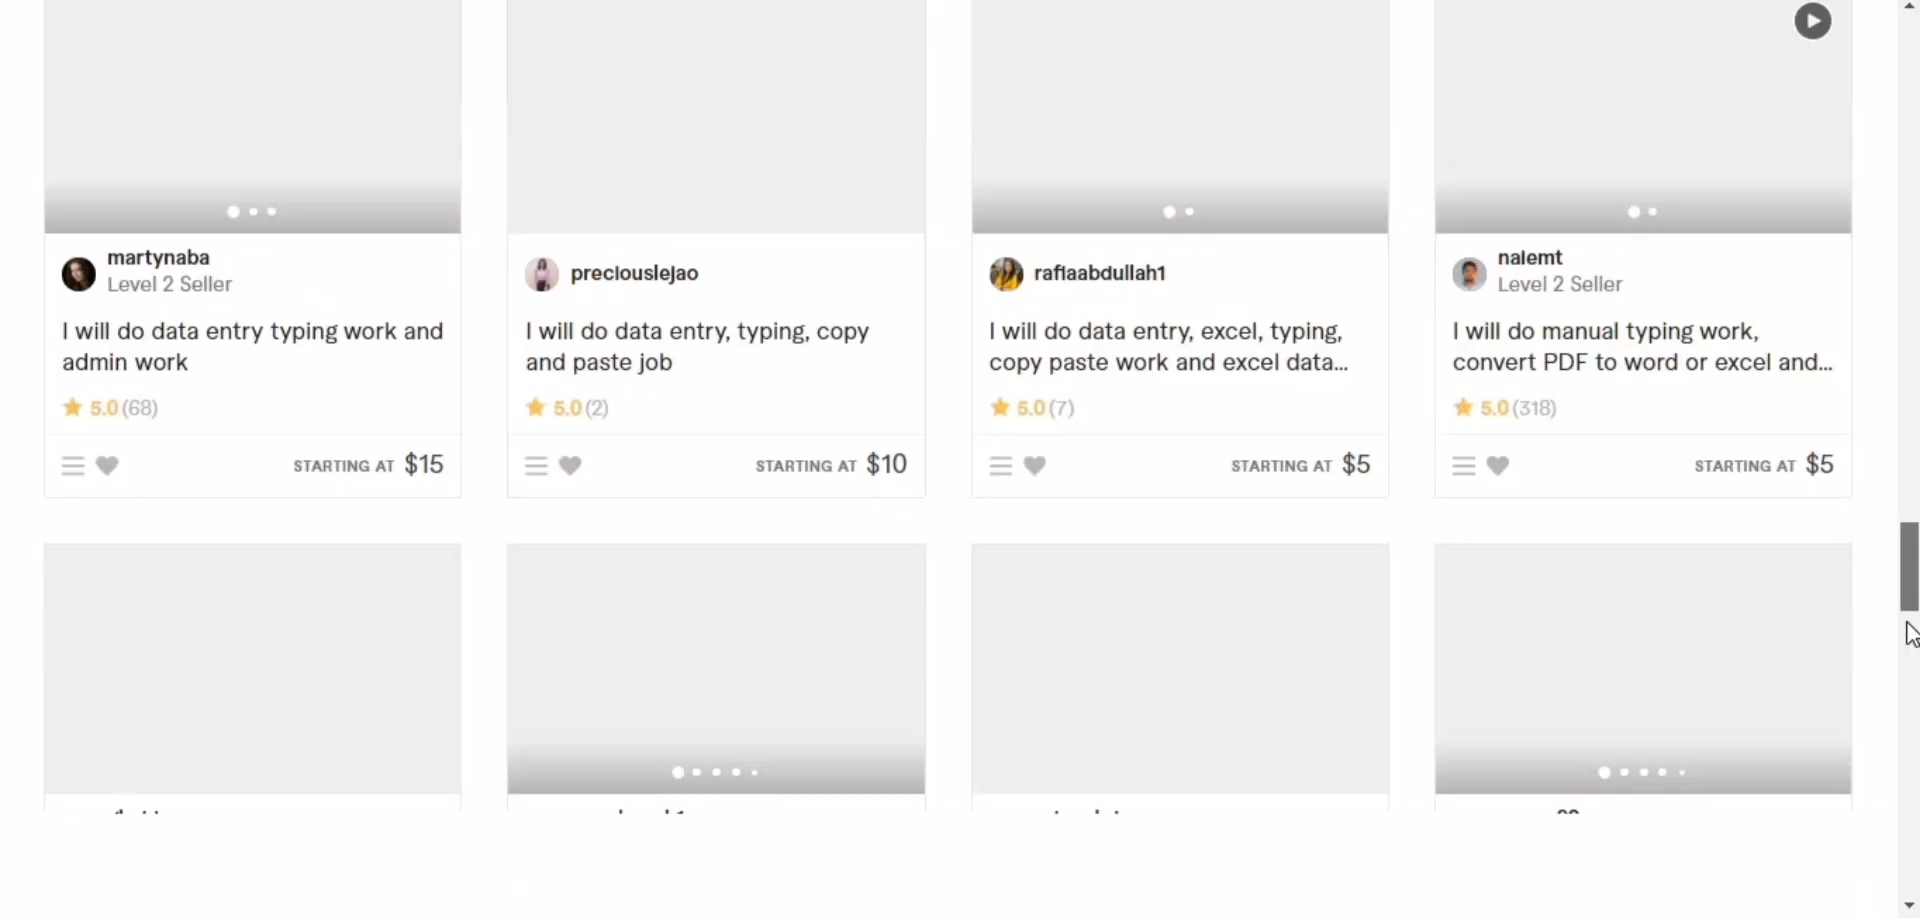 martynaba
Level 2 Seller
I will do data entry typing work and
admin work
5.0 (68)
STARTING AT $15
preciouslejao
I will do data entry, typing, copy
and paste job
5.0 (2)
STARTING AT $10
rafiaabdullah1
I will do data entry, excel, typing,
copy paste work and excel data...
5.0 (7)
STARTING AT $5
naiemt
Level 2 Seller
I will do manual typing work,
convert PDF to word or excel and...
5.0 (318)
STARTING AT $5